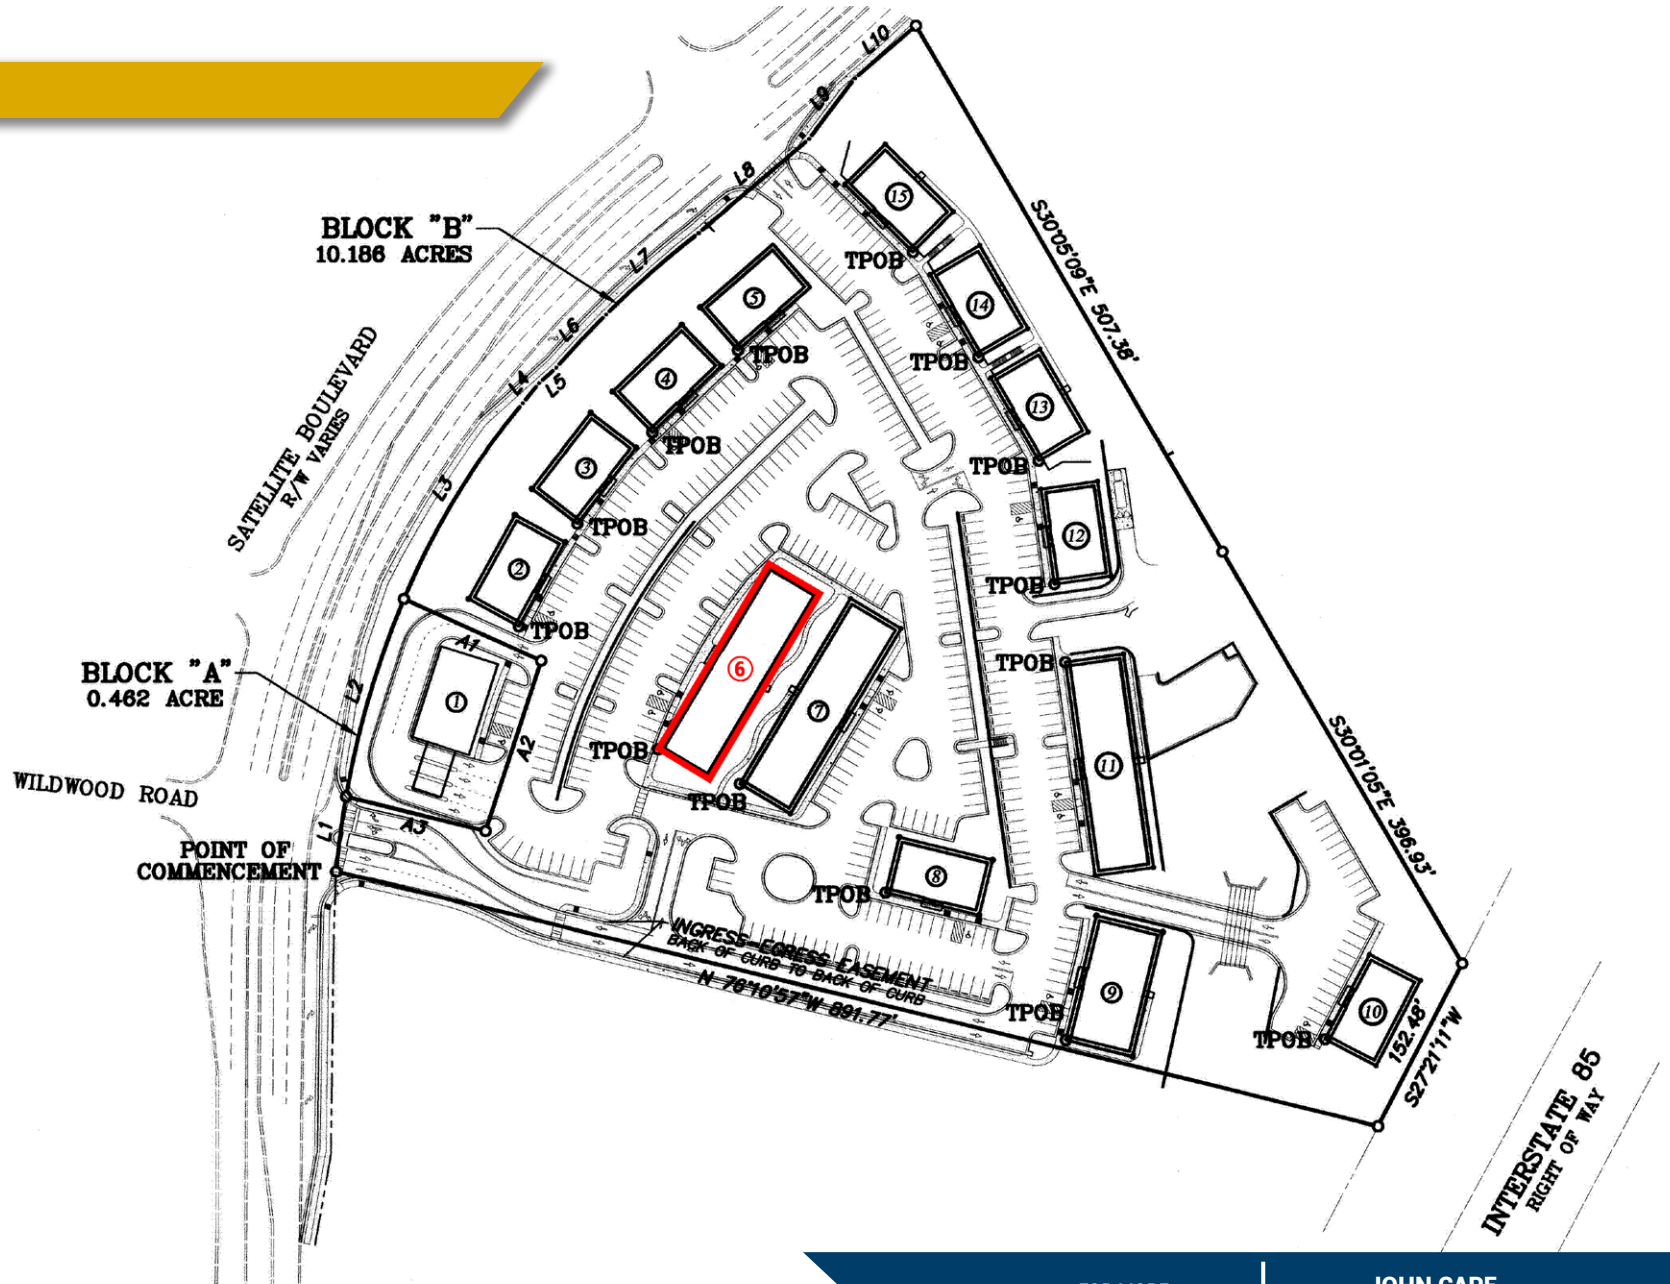 L10
L9
L8
BLOCK "B"
10.186 ACRES
L7
L6
L4
L5
L3
SATELLITE BOULEVARD
R/W VARIES
15
TPOB
14
TPOB
13
TPOB
12
TPOB
S30°05'09"E 507.38'
5
TPOB
4
TPOB
3
TPOB
2
TPOB
BLOCK "A"
0.462 ACRE
L2
A1
1
A2
A3
L1
WILDWOOD ROAD
POINT OF
COMMENCEMENT
6
TPOB
7
TPOB
TPOB
11
S30°01'05"E 396.93'
8
TPOB
INGRESS-EGRESS EASEMENT
BACK OF CURB TO BACK OF CURB
N 76°10'57"W 891.77'
9
TPOB
10
TPOB
152.48'
S27°21'11"W
INTERSTATE 85
RIGHT OF WAY